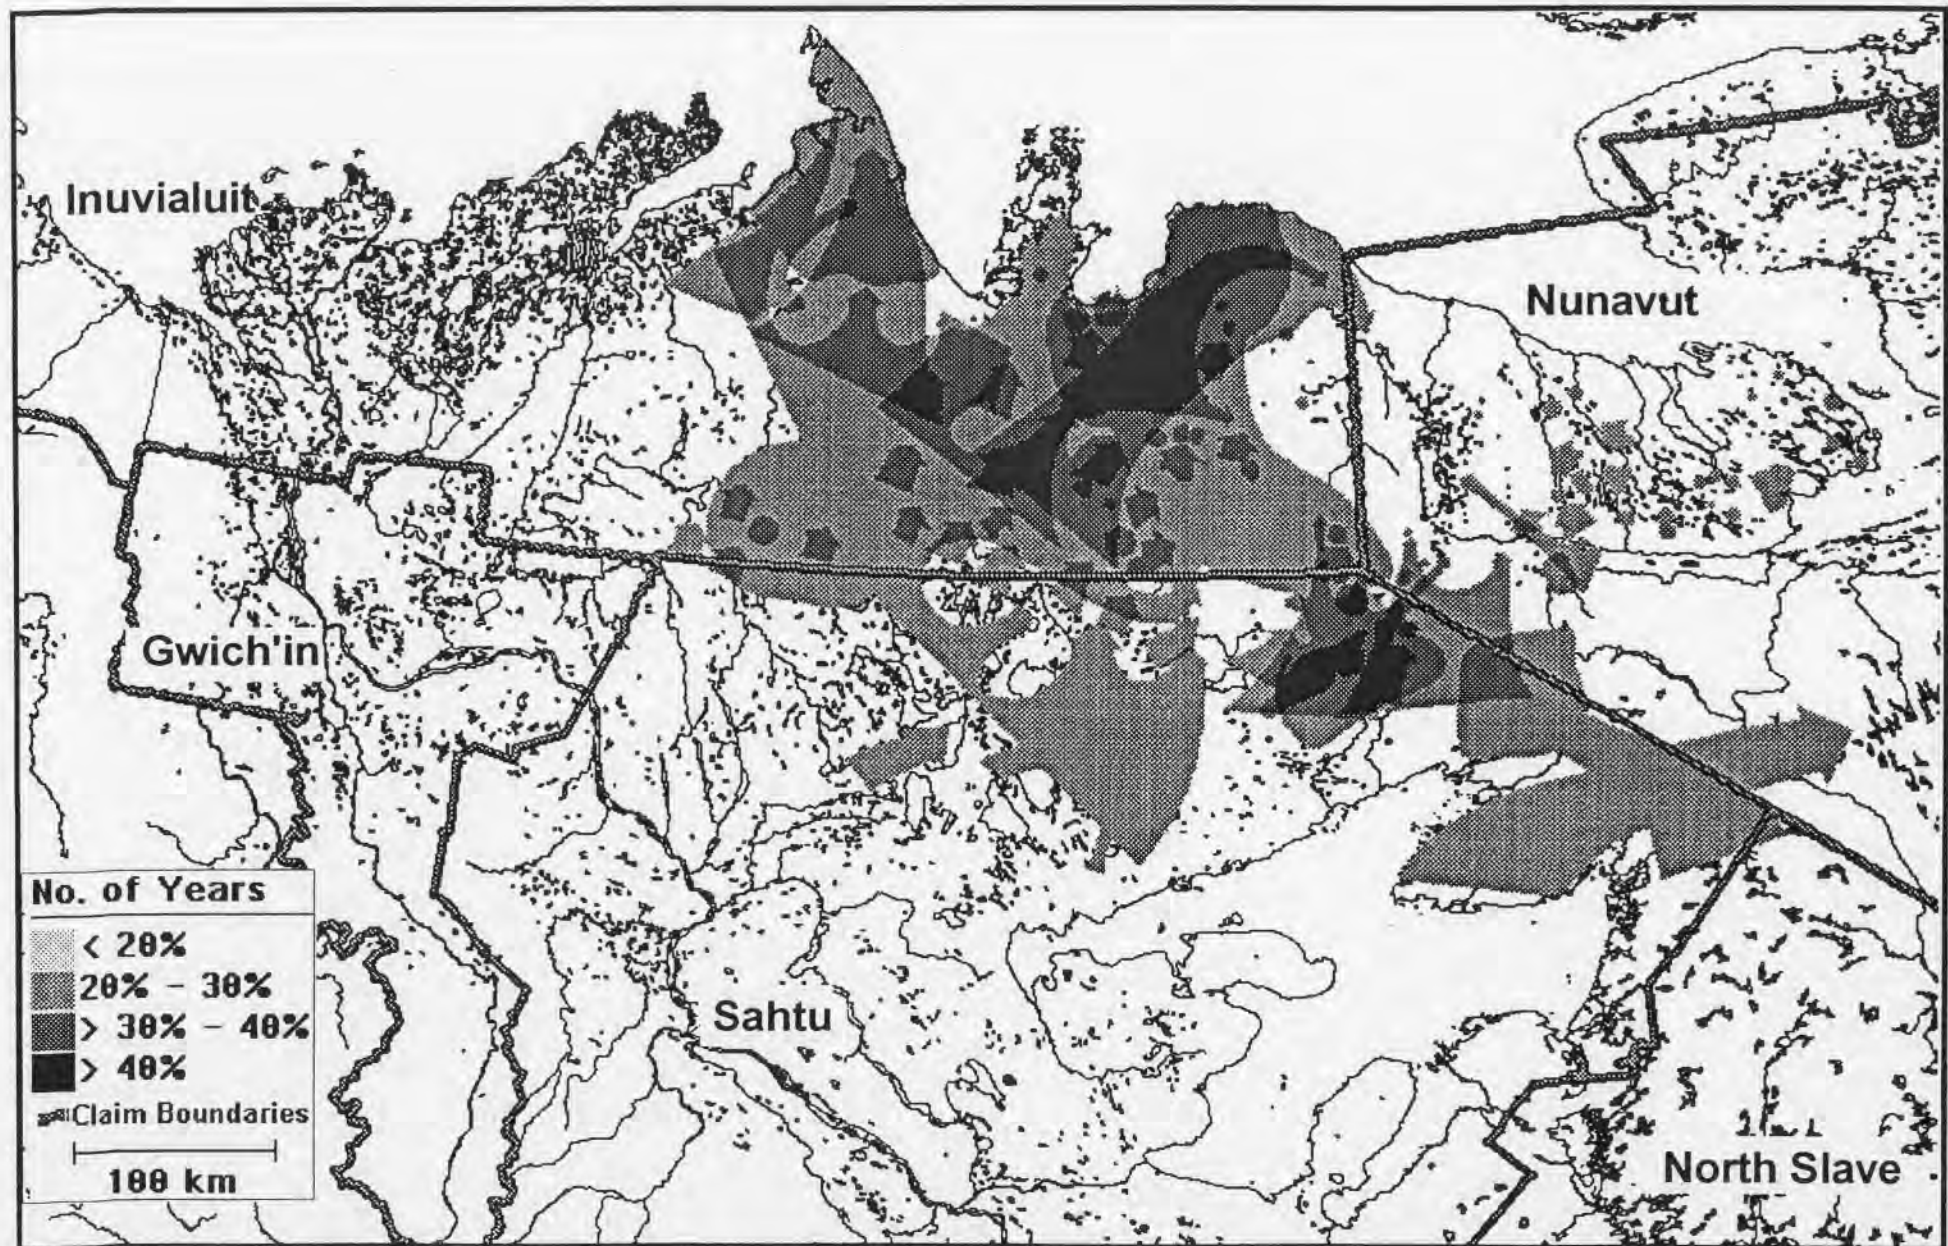 Inuvialuit
Nunavut
Gwich'in
No. of Years
< 20%
20% - 30%
> 30% - 40%
> 40%
Claim Boundaries
100 km
Sahtu
North Slave